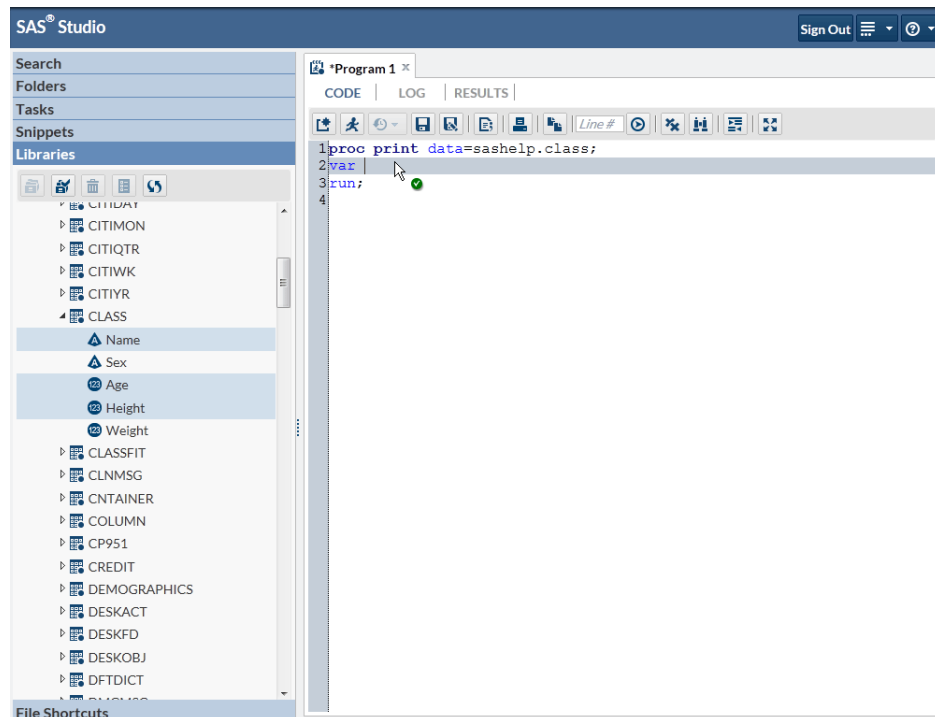 SAS® Studio
Sign Out
Search
Folders
Tasks
Snippets
Libraries
CITIDAY
CITIMON
CITIQTR
CITIWK
CITIYR
CLASS
Name
Sex
Age
Height
Weight
CLASSFIT
CLNMSG
CNTAINER
COLUMN
CP951
CREDIT
DEMOGRAPHICS
DESKACT
DESKFD
DESKOBJ
DFTDICT
File Shortcuts
*Program 1
CODE LOG RESULTS
Line #
1 proc print data=sashelp.class;
2 var
3 run;
4